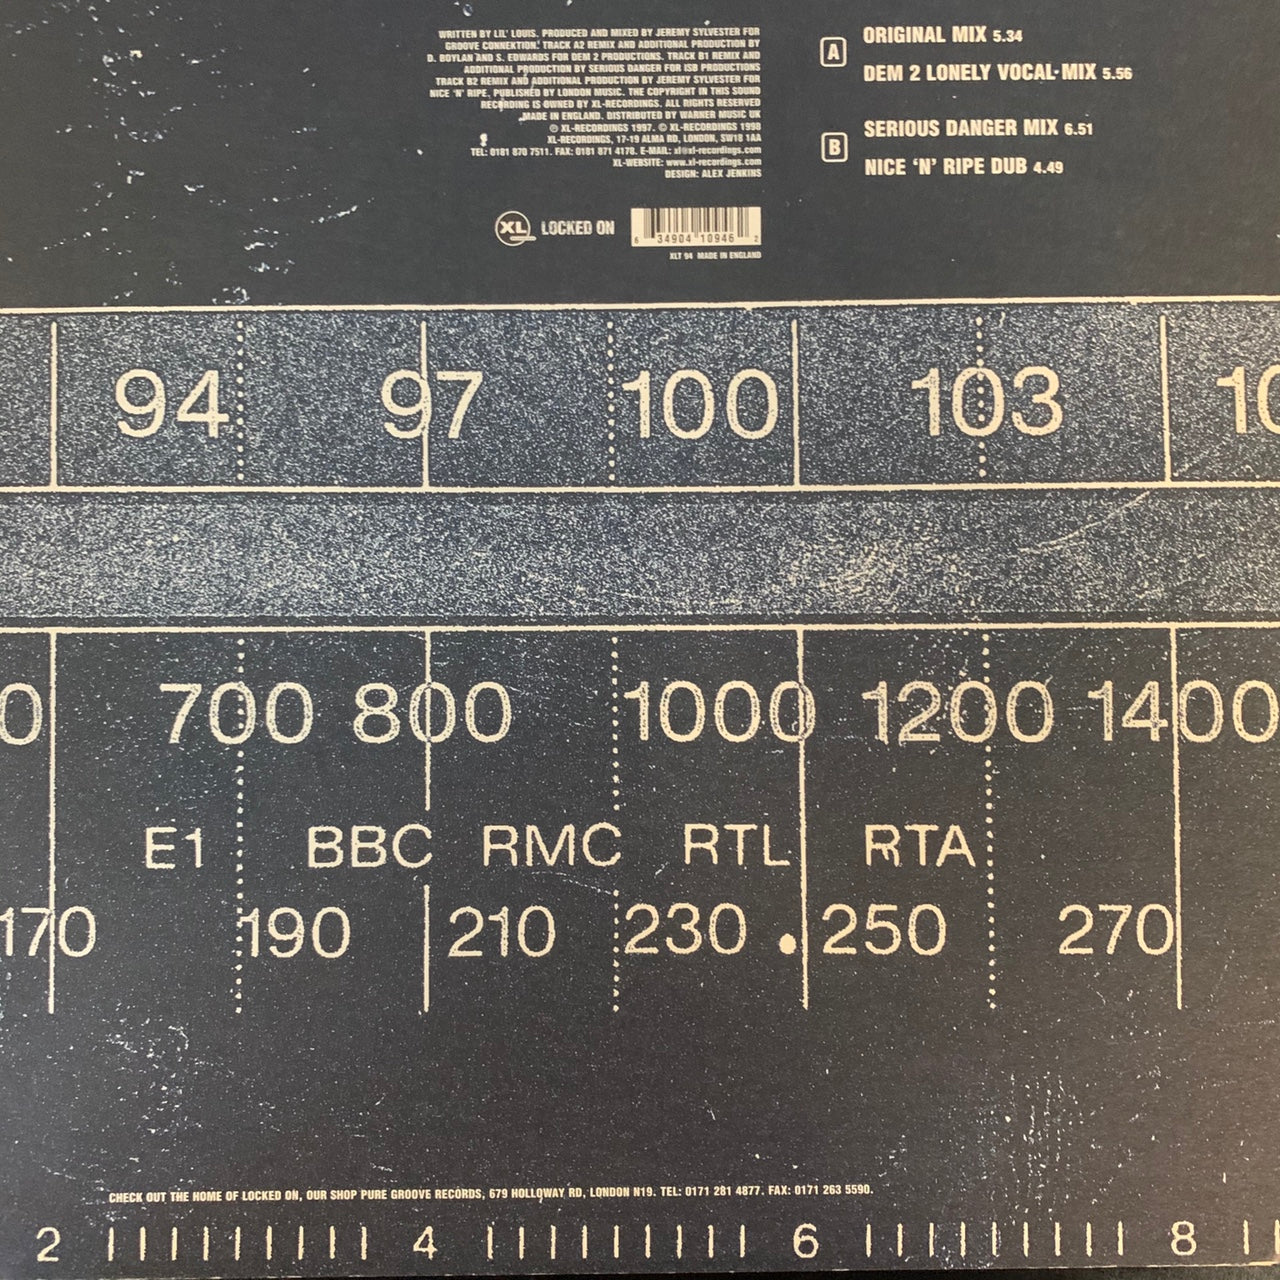 WRITTEN BY LIL' LOUIS. PRODUCED AND MIXED BY JEREMY SYLVESTER FOR
GROOVE CONNEKTION. TRACK A2 REMIX AND ADDITIONAL PRODUCTION BY
D. BOYLAN AND S. EDWARDS FOR DEM 2 PRODUCTIONS. TRACK B1 REMIX AND
ADDITIONAL PRODUCTION BY SERIOUS DANGER FOR ISB PRODUCTIONS
TRACK B2 REMIX AND ADDITIONAL PRODUCTION BY JEREMY SYLVESTER FOR
NICE 'N' RIPE. PUBLISHED BY LONDON MUSIC. THE COPYRIGHT IN THIS SOUND
RECORDING IS OWNED BY XL-RECORDINGS. ALL RIGHTS RESERVED
MADE IN ENGLAND. DISTRIBUTED BY WARNER MUSIC UK
℗ XL-RECORDINGS 1997. © XL-RECORDINGS 1998
XL-RECORDINGS, 17-19 ALMA RD, LONDON, SW18 1AA
TEL: 0181 870 7511. FAX: 0181 871 4178. E-MAIL: xl@xl-recordings.com
XL-WEBSITE: www.xl-recordings.com
DESIGN: ALEX JENKINS
A ORIGINAL MIX 5.34
DEM 2 LONELY VOCAL MIX 5.56
B SERIOUS DANGER MIX 6.51
NICE 'N' RIPE DUB 4.49
XL LOCKED ON
6 34904 10946 2
XLT 94 MADE IN ENGLAND
94 97 100 103 10
0 700 800 1000 1200 1400
E1 BBC RMC RTL RTA
170 190 210 230 250 270
CHECK OUT THE HOME OF LOCKED ON, OUR SHOP PURE GROOVE RECORDS, 679 HOLLOWAY RD, LONDON N19. TEL: 0171 281 4877. FAX: 0171 263 5590.
2 4 6 8